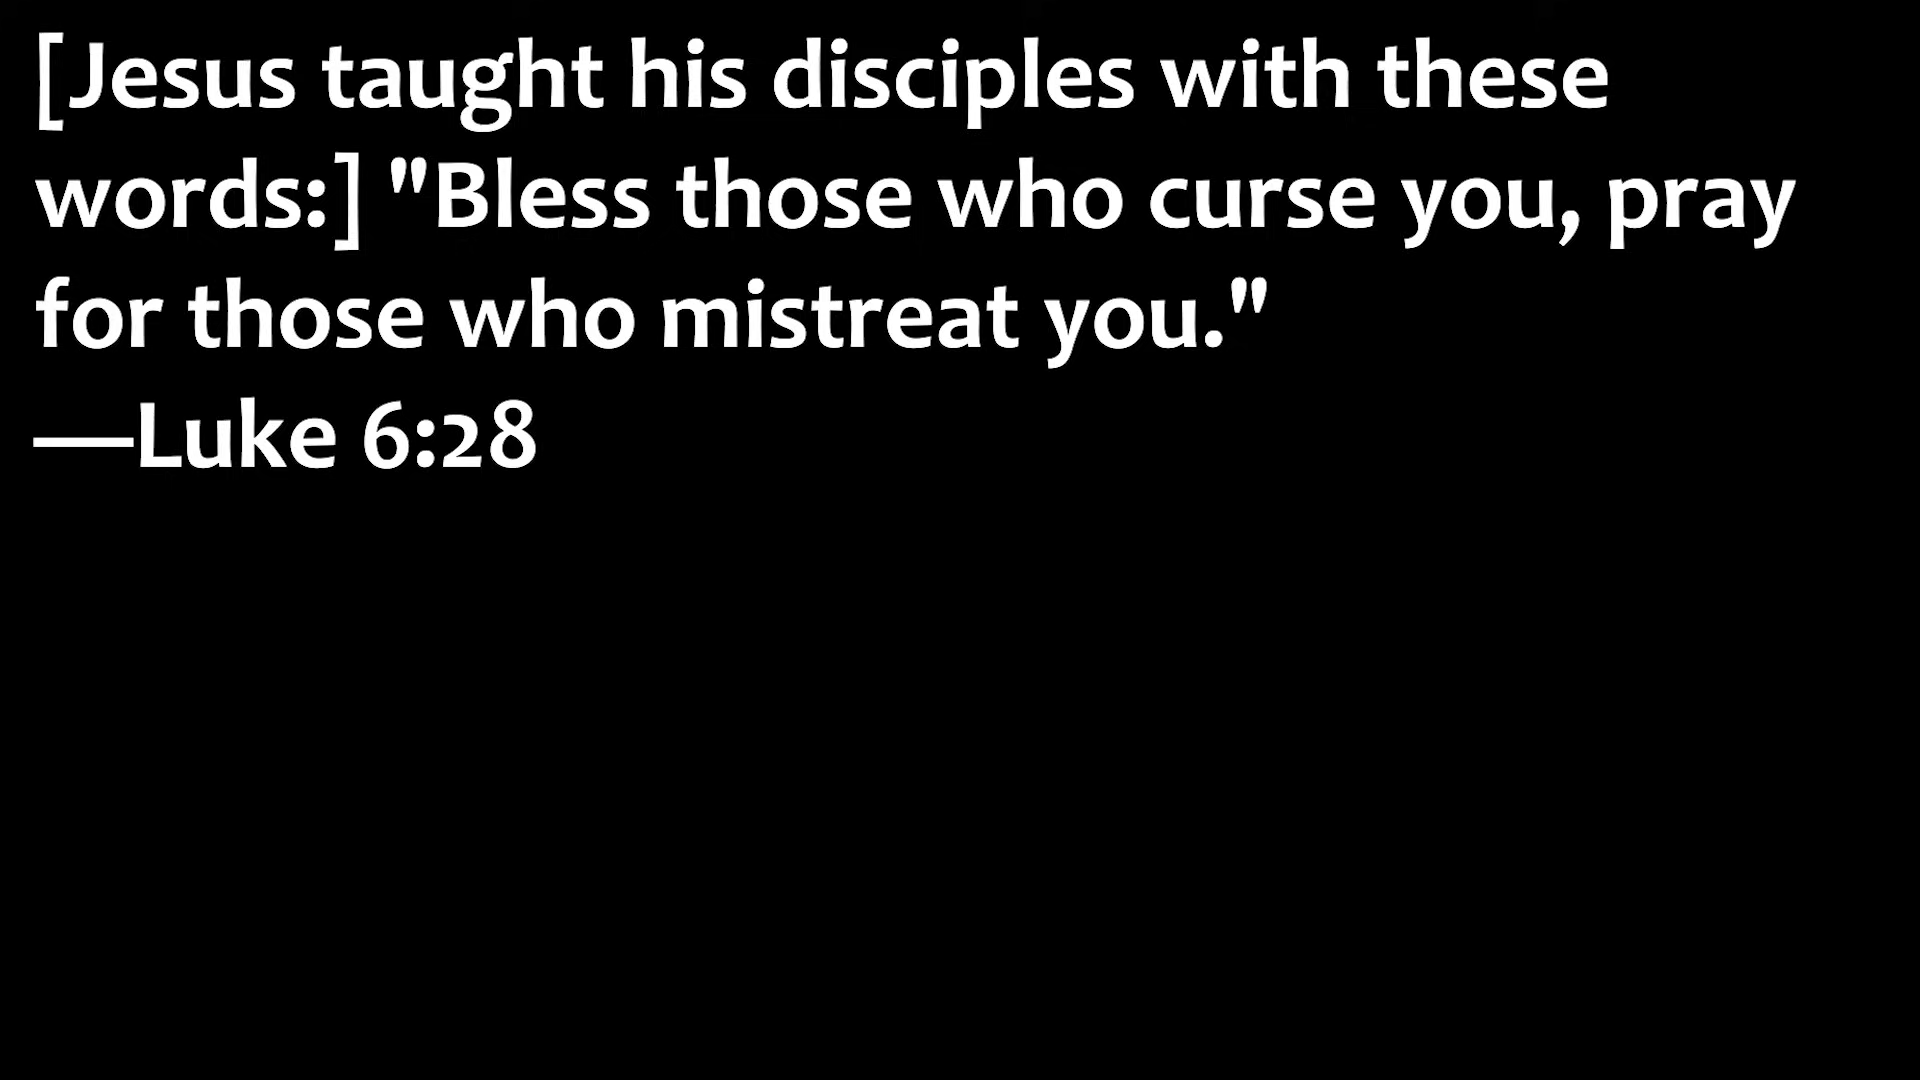 [Jesus taught his disciples with these
words:] "Bless those who curse you, pray
for those who mistreat you."
—Luke 6:28